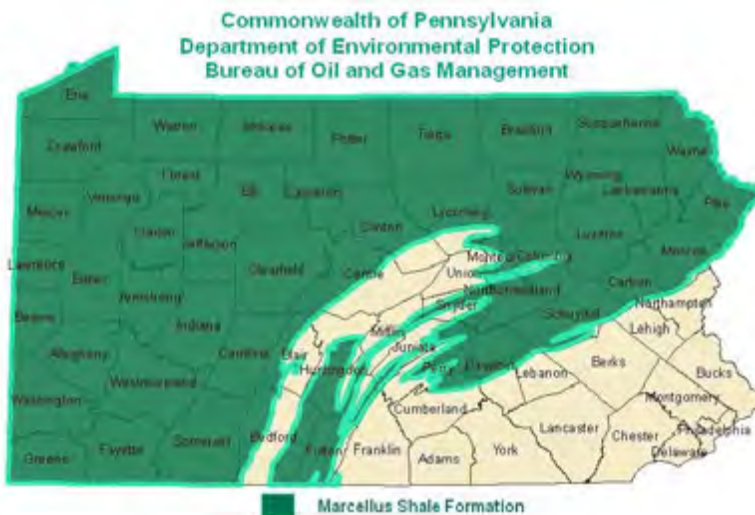 Commonwealth of Pennsylvania
Department of Environmental Protection
Bureau of Oil and Gas Management
Erie
Warren
McKean
Potter
Tioga
Bradford
Susquehanna
Crawford
Wayne
Forest
Wyoming
Venango
Elk
Cameron
Sullivan
Lackawanna
Mercer
Pike
Clinton
Lycoming
Clarion
Jefferson
Luzerne
Clearfield
Centre
Montour
Columbia
Monroe
Lawrence
Union
Butler
Northumberland
Carbon
Armstrong
Snyder
Northampton
Beaver
Schuylkill
Indiana
Mifflin
Lehigh
Allegheny
Cambria
Blair
Juniata
Huntingdon
Perry
Dauphin
Lebanon
Berks
Bucks
Westmoreland
Montgomery
Washington
Cumberland
Lancaster
Philadelphia
Greene
Fayette
Somerset
Bedford
Fulton
Franklin
Adams
York
Chester
Delaware
Marcellus Shale Formation